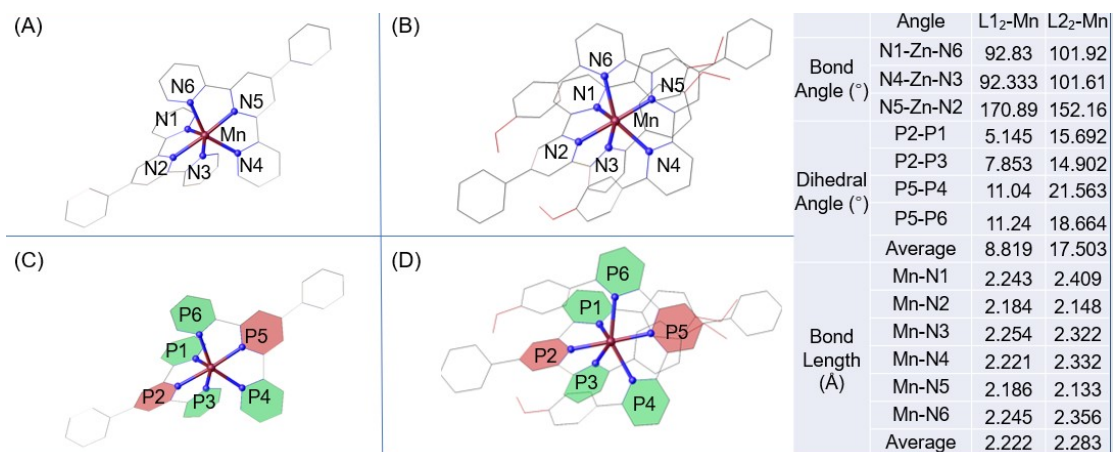 (A)
N6
N5
N1
Mn
N2
N3
N4
(B)
N6
N5
N1
Mn
N2
N3
N4
(C)
P6
P5
P1
P2
P3
P4
(D)
P6
P1
P5
P2
P3
P4
Angle L1₂-Mn L2₂-Mn
Bond Angle (°)
N1-Zn-N6 92.83 101.92
N4-Zn-N3 92.333 101.61
N5-Zn-N2 170.89 152.16
Dihedral Angle (°)
P2-P1 5.145 15.692
P2-P3 7.853 14.902
P5-P4 11.04 21.563
P5-P6 11.24 18.664
Average 8.819 17.503
Bond Length (Å)
Mn-N1 2.243 2.409
Mn-N2 2.184 2.148
Mn-N3 2.254 2.322
Mn-N4 2.221 2.332
Mn-N5 2.186 2.133
Mn-N6 2.245 2.356
Average 2.222 2.283